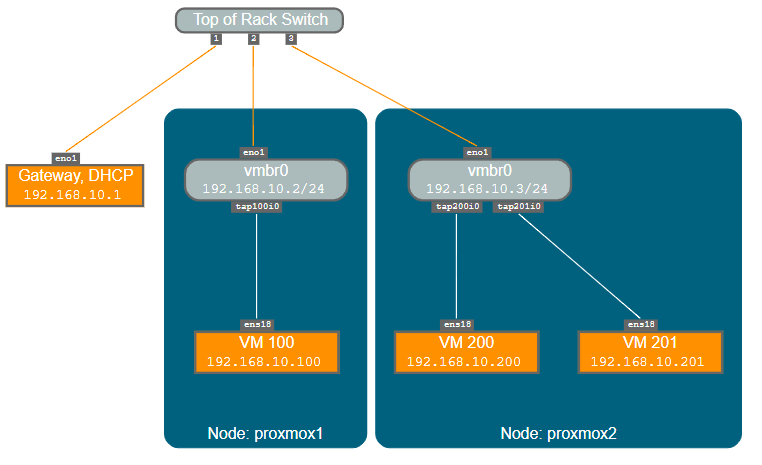 Top of Rack Switch
1 2 3
eno1 eno1 eno1
Gateway, DHCP
192.168.10.1
vmbr0
192.168.10.2/24
tap100i0
vmbr0
192.168.10.3/24
tap200i0 tap201i0
ens18 ens18 ens18
VM 100
192.168.10.100
VM 200
192.168.10.200
VM 201
192.168.10.201
Node: proxmox1
Node: proxmox2